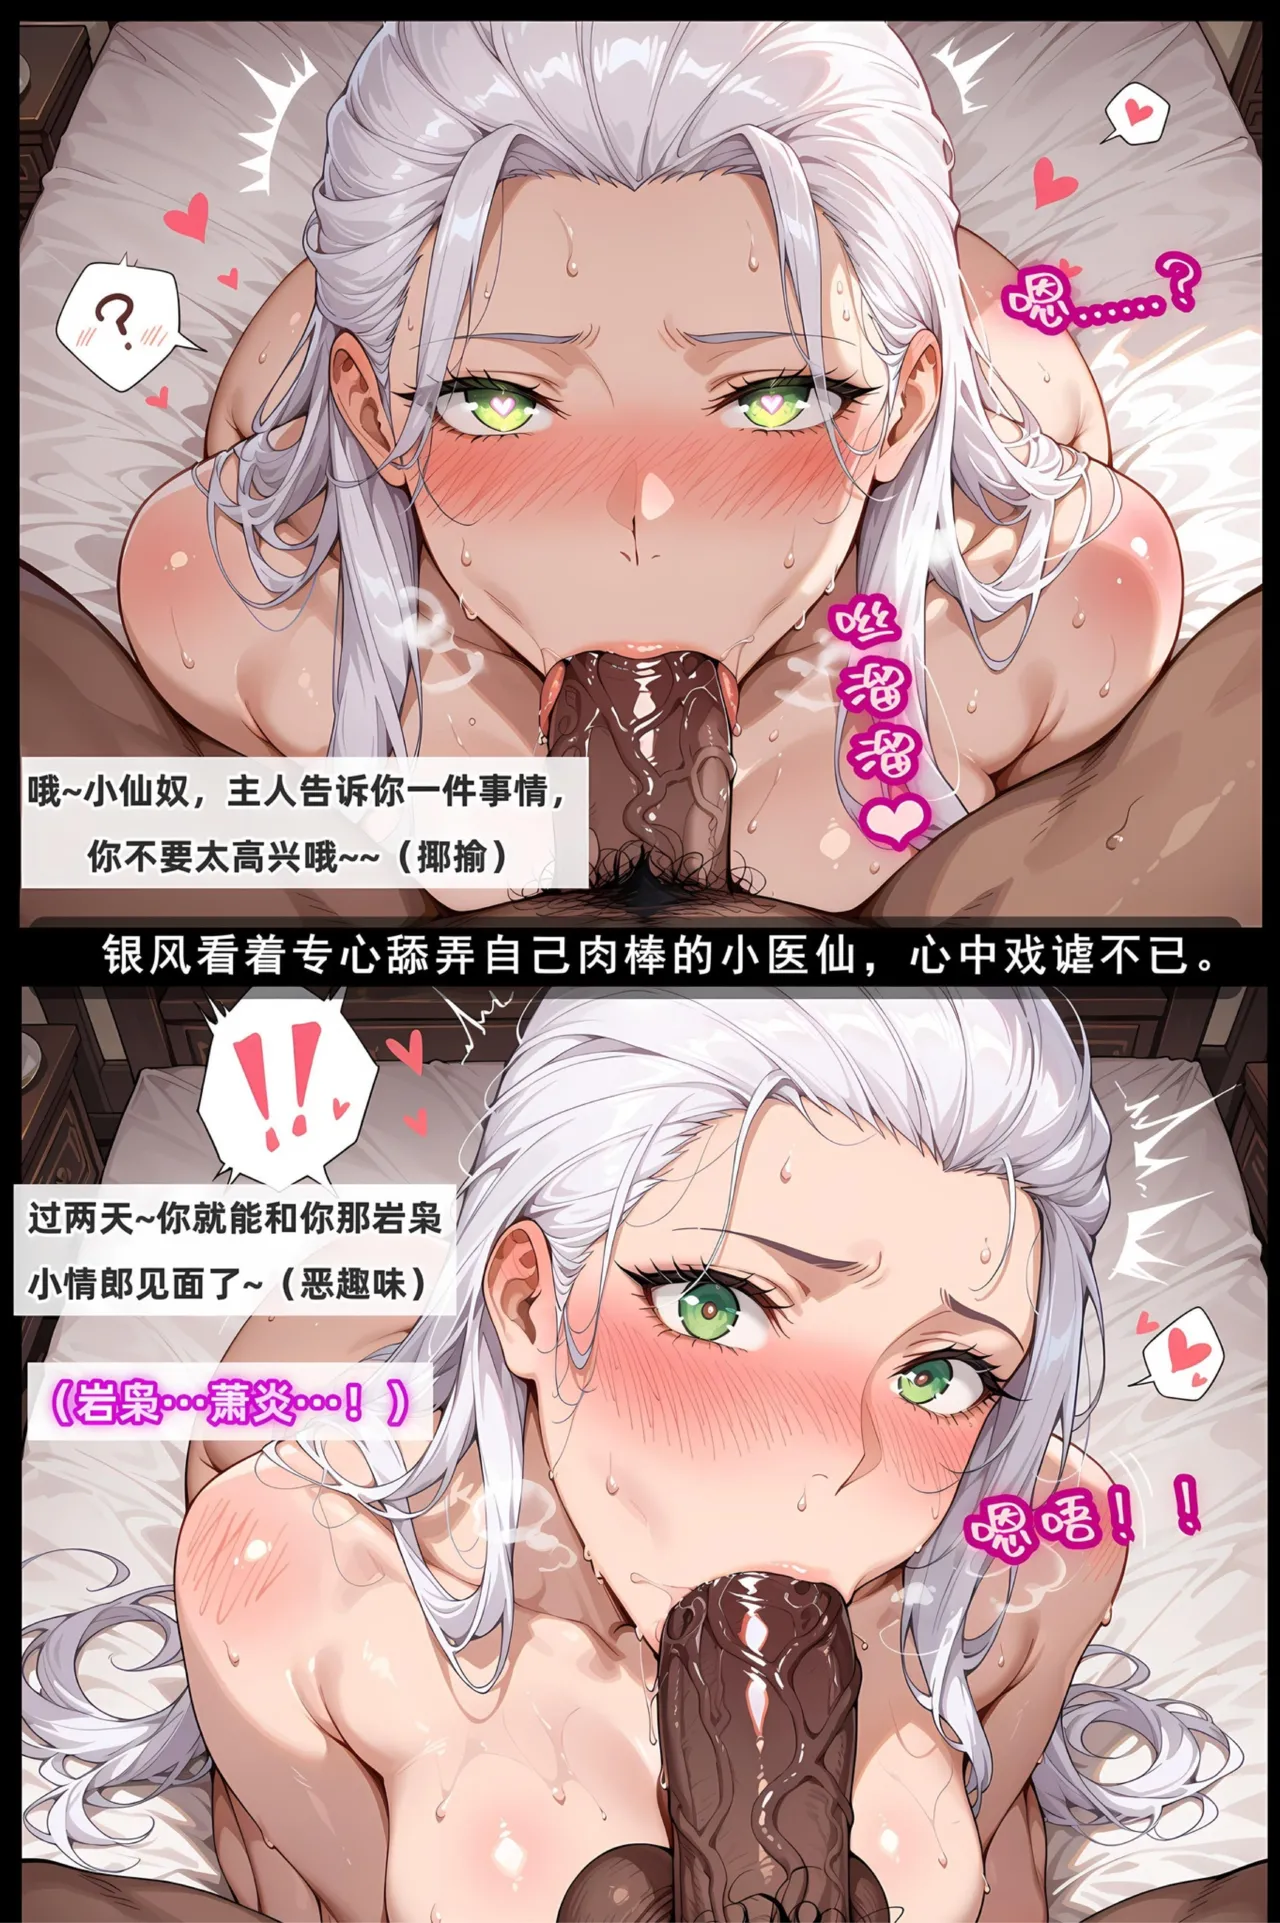 ?
嗯……?
咝溜溜♥
哦~小仙奴，主人告诉你一件事情，
你不要太高兴哦~~（揶揄）
银风看着专心舔弄自己肉棒的小医仙，心中戏谑不已。
!!
过两天~你就能和你那岩枭
小情郎见面了~（恶趣味）
（岩枭…萧炎…！）
嗯唔！！